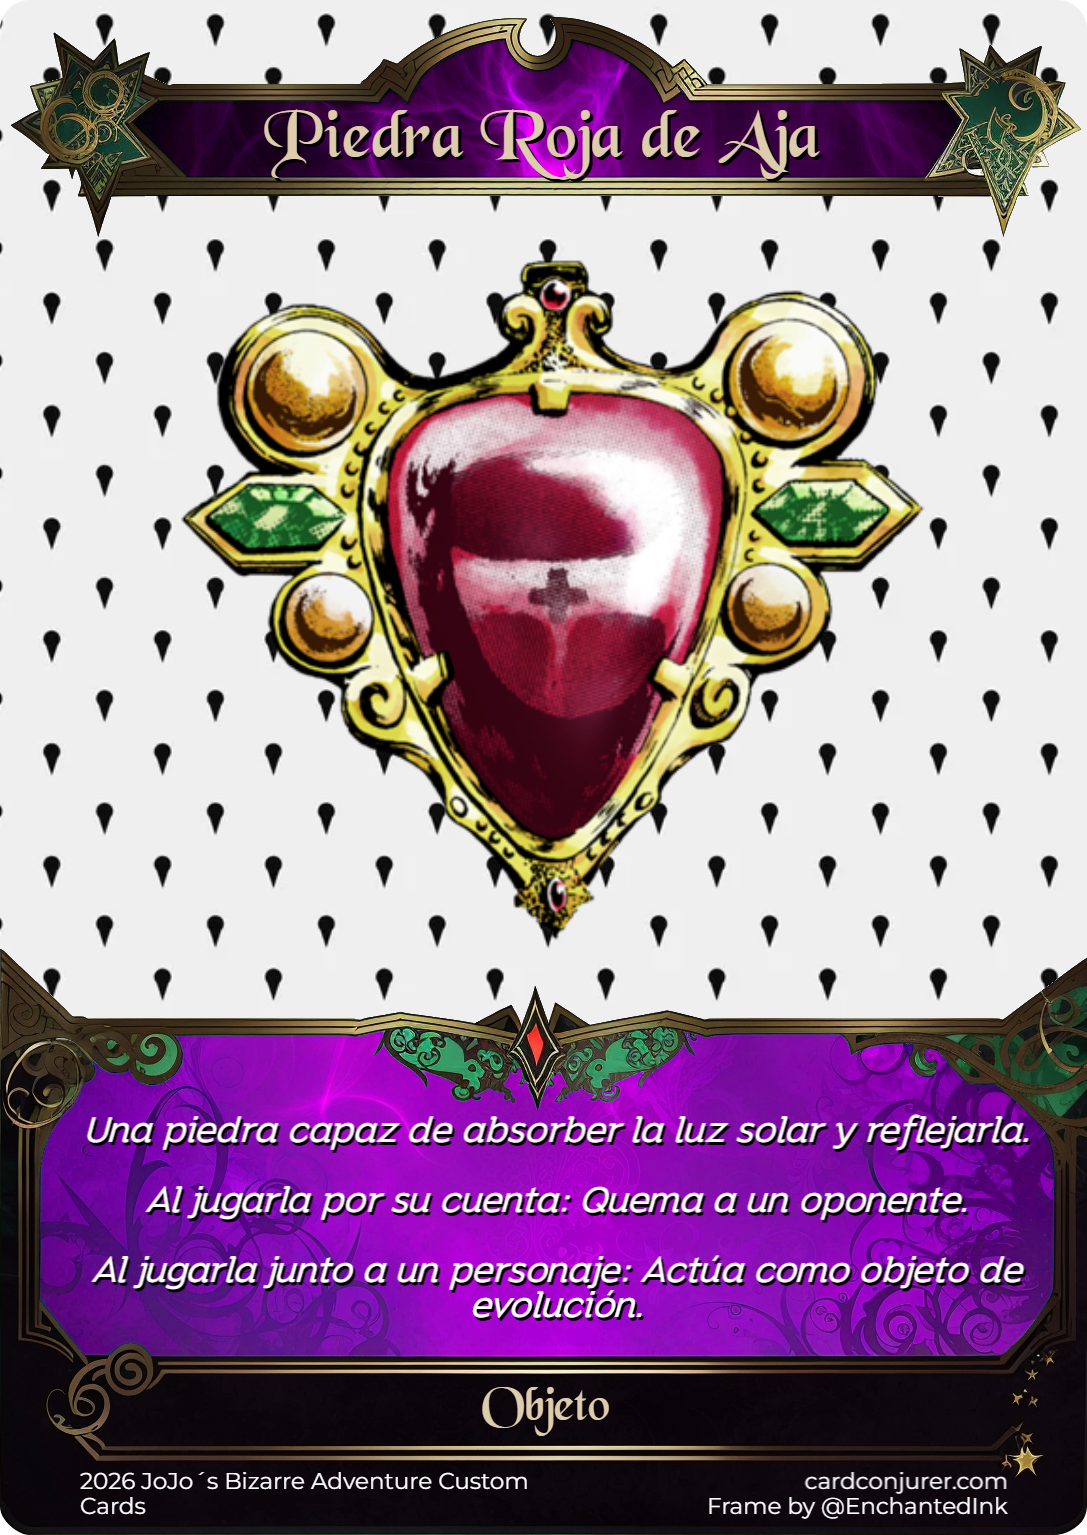 Piedra Roja de Aja
Una piedra capaz de absorber la luz solar y reflejarla.
Al jugarla por su cuenta: Quema a un oponente.
Al jugarla junto a un personaje: Actúa como objeto de
evolución.
Objeto
2026 JoJo´s Bizarre Adventure Custom
Cards
cardconjurer.com
Frame by @EnchantedInk